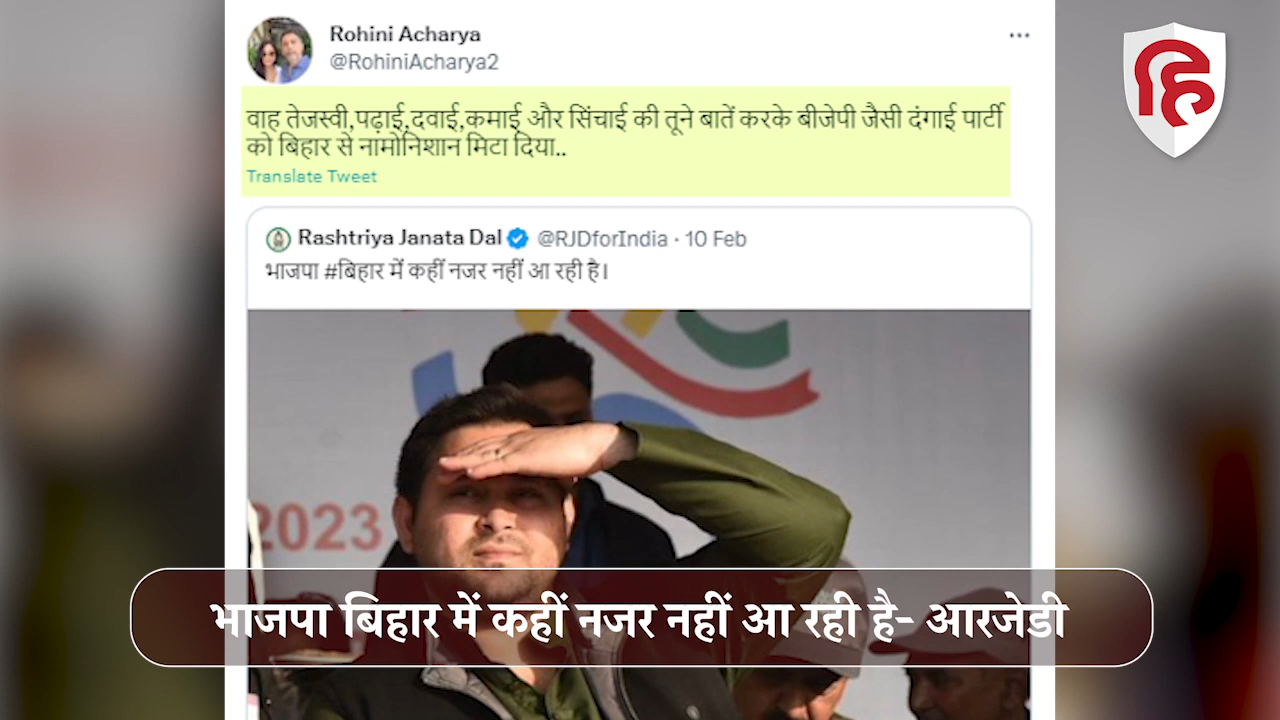 Rohini Acharya
@RohiniAcharya2
वाह तेजस्वी,पढ़ाई,दवाई,कमाई और सिंचाई की तूने बातें करके बीजेपी जैसी दंगाई पार्टी
को बिहार से नामोनिशान मिटा दिया..
Translate Tweet
Rashtriya Janata Dal @RJDforIndia · 10 Feb
भाजपा #बिहार में कहीं नजर नहीं आ रही है।
2023
भाजपा बिहार में कहीं नजर नहीं आ रही है- आरजेडी
हि